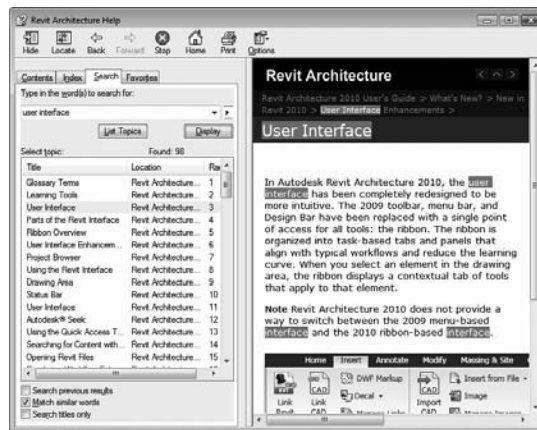 Revit Architecture Help
Hide Locate Back Forward Stop Home Print Options
Contents Index Search Favorites
Type in the word(s) to search for:
user interface
List Topics Display
Select topic: Found: 98
Title Location Ra
Glossary Terms Revit Architecture... 1
Learning Tools Revit Architecture... 2
User Interface Revit Architecture... 3
Parts of the Revit Interface Revit Architecture... 4
Ribbon Overview Revit Architecture... 5
User Interface Enhancem... Revit Architecture... 6
Project Browser Revit Architecture... 7
Using the Revit Interface Revit Architecture... 8
Drawing Area Revit Architecture... 9
Status Bar Revit Architecture... 10
User Interface Revit Architecture... 11
Autodesk® Seek Revit Architecture... 12
Using the Quick Access T... Revit Architecture... 13
Searching for Content with... Revit Architecture... 14
Opening Revit Files Revit Architecture... 15
Search previous results
Match similar words
Search titles only
Revit Architecture
Revit Architecture 2010 User's Guide > What's New? > New in
Revit 2010 > User Interface Enhancements >
User Interface
In Autodesk Revit Architecture 2010, the user
interface has been completely redesigned to be
more intuitive. The 2009 toolbar, menu bar, and
Design Bar have been replaced with a single point
of access for all tools: the ribbon. The ribbon is
organized into task-based tabs and panels that
align with typical workflows and reduce the learning
curve. When you select an element in the drawing
area, the ribbon displays a contextual tab of tools
that apply to that element.
Note Revit Architecture 2010 does not provide a
way to switch between the 2009 menu-based
interface and the 2010 ribbon-based interface.
Home Insert Annotate Modify Massing & Site
DWF Markup Insert from File
Decal Image
Link Link Import
Revit CAD Manage Links CAD Manage Images